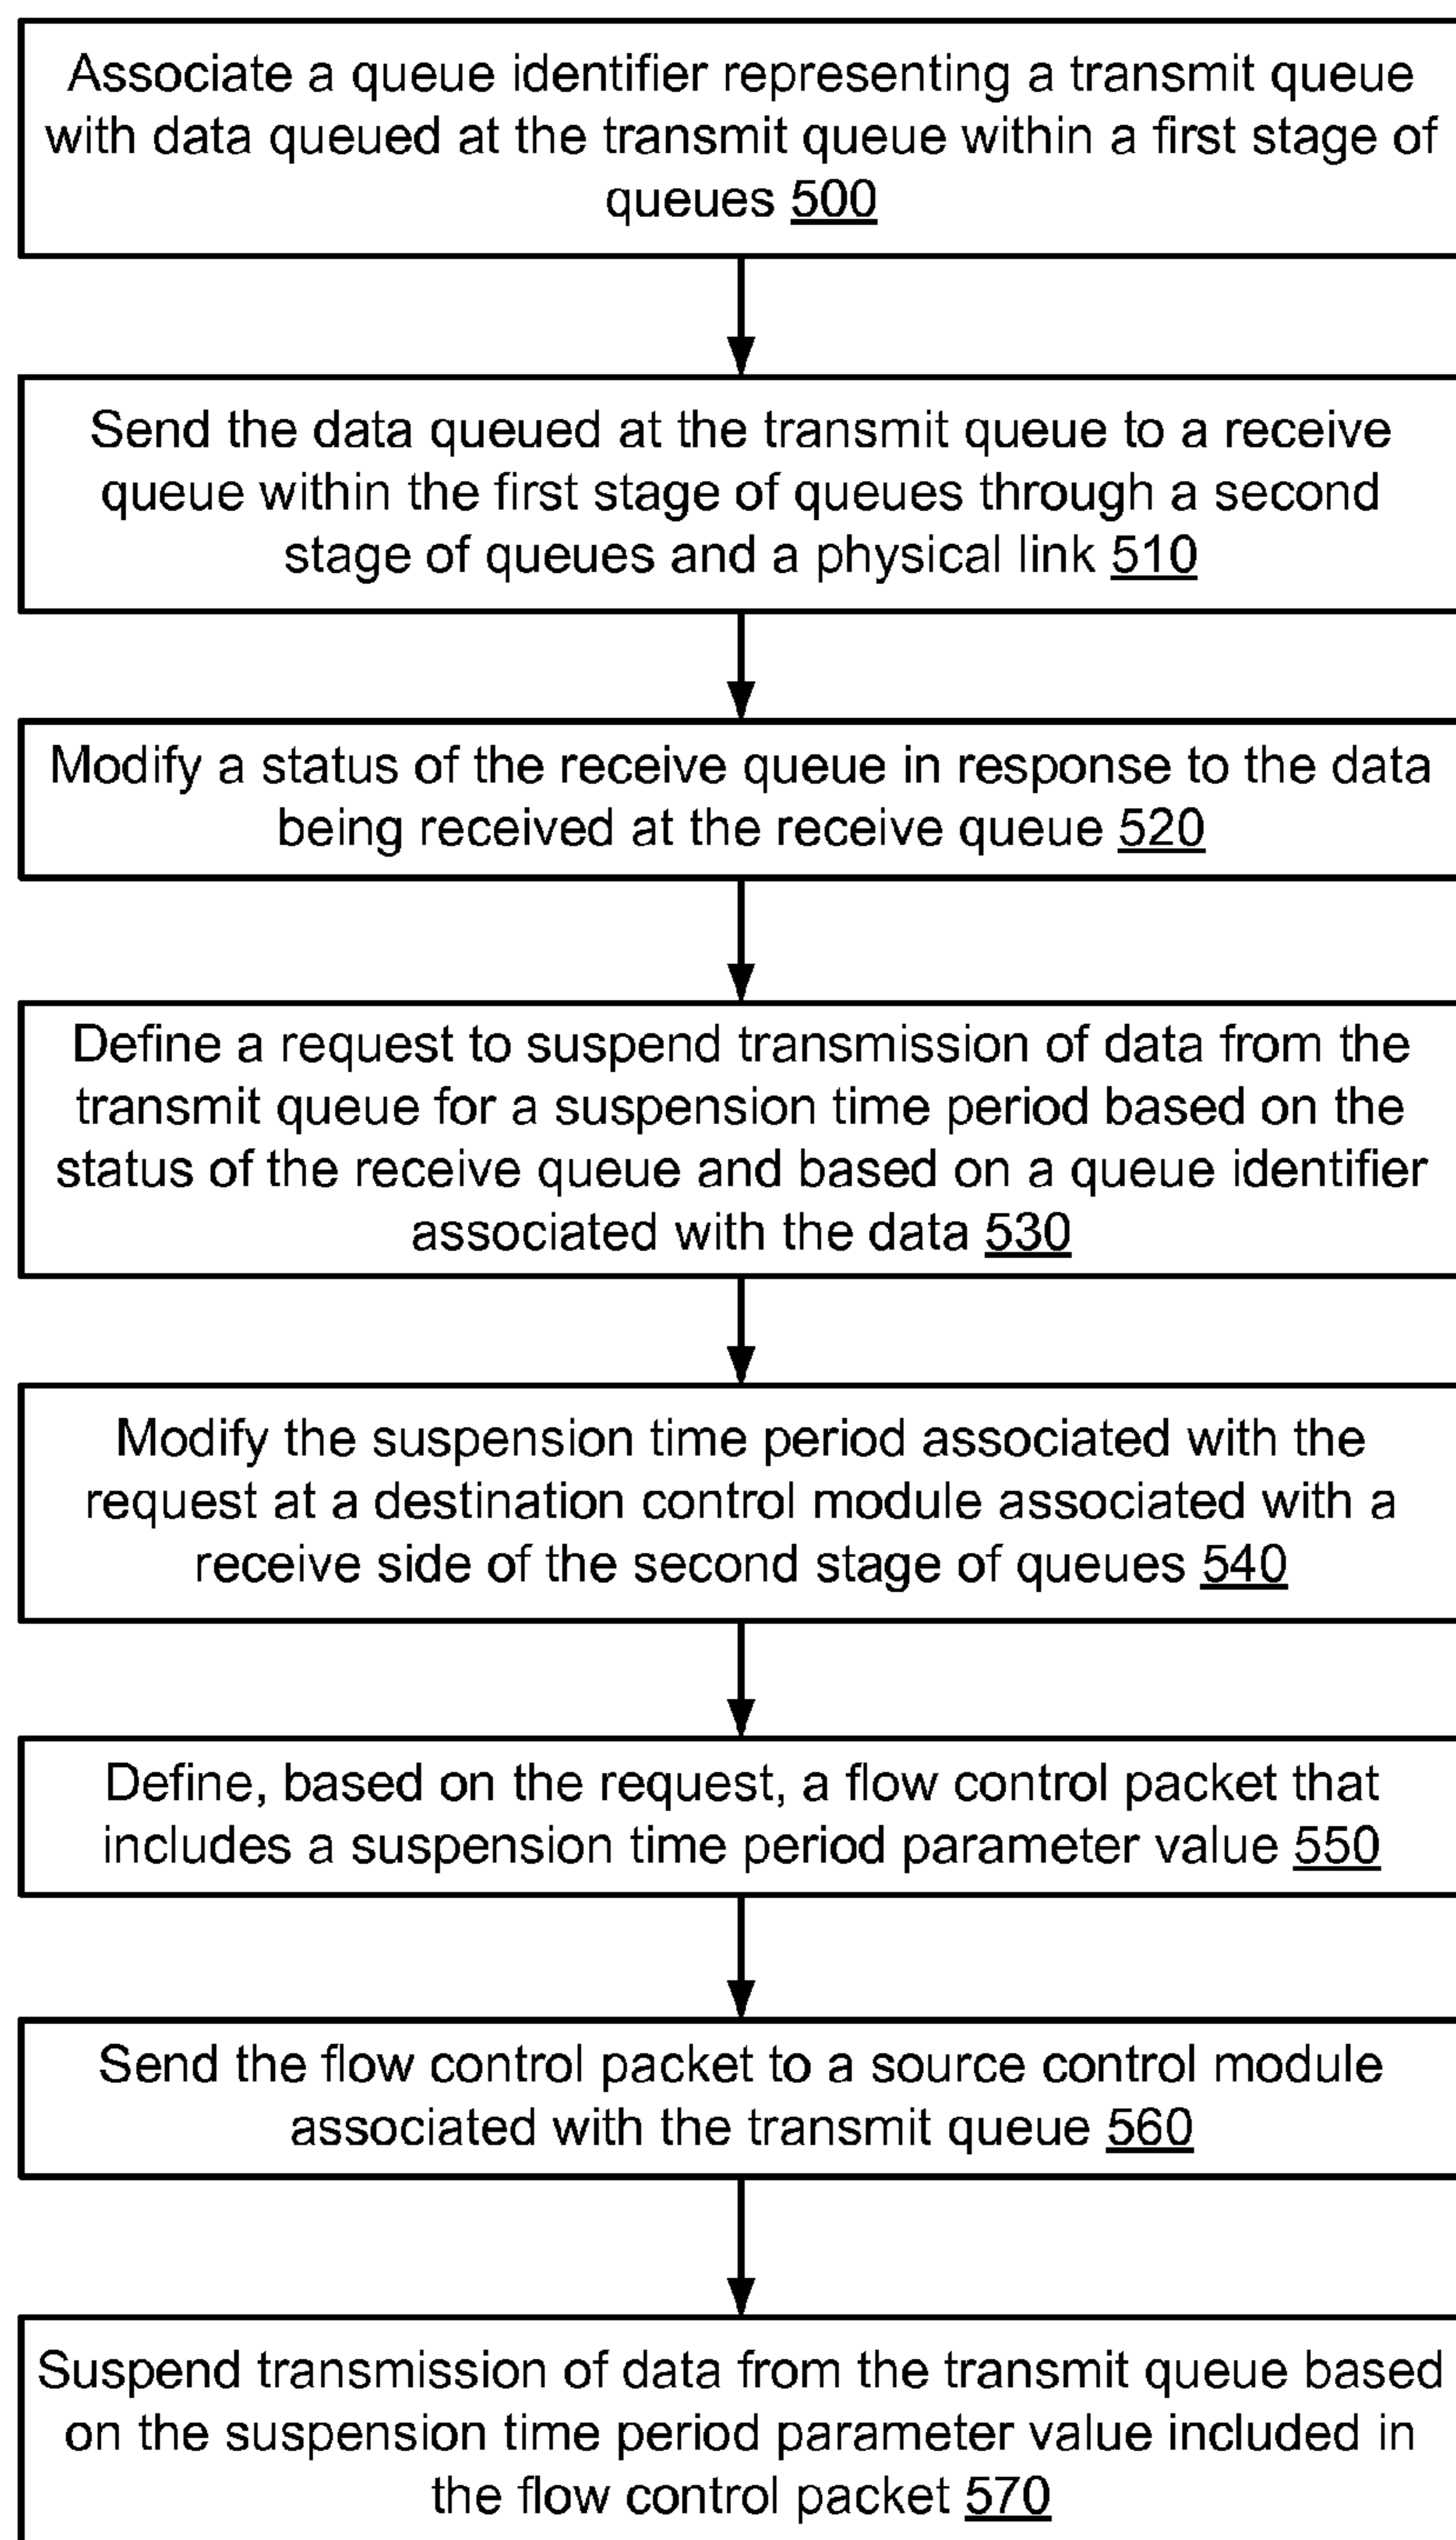 Associate a queue identifier representing a transmit queue
with data queued at the transmit queue within a first stage of
queues 500
Send the data queued at the transmit queue to a receive
queue within the first stage of queues through a second
stage of queues and a physical link 510
Modify a status of the receive queue in response to the data
being received at the receive queue 520
Define a request to suspend transmission of data from the
transmit queue for a suspension time period based on the
status of the receive queue and based on a queue identifier
associated with the data 530
Modify the suspension time period associated with the
request at a destination control module associated with a
receive side of the second stage of queues 540
Define, based on the request, a flow control packet that
includes a suspension time period parameter value 550
Send the flow control packet to a source control module
associated with the transmit queue 560
Suspend transmission of data from the transmit queue based
on the suspension time period parameter value included in
the flow control packet 570